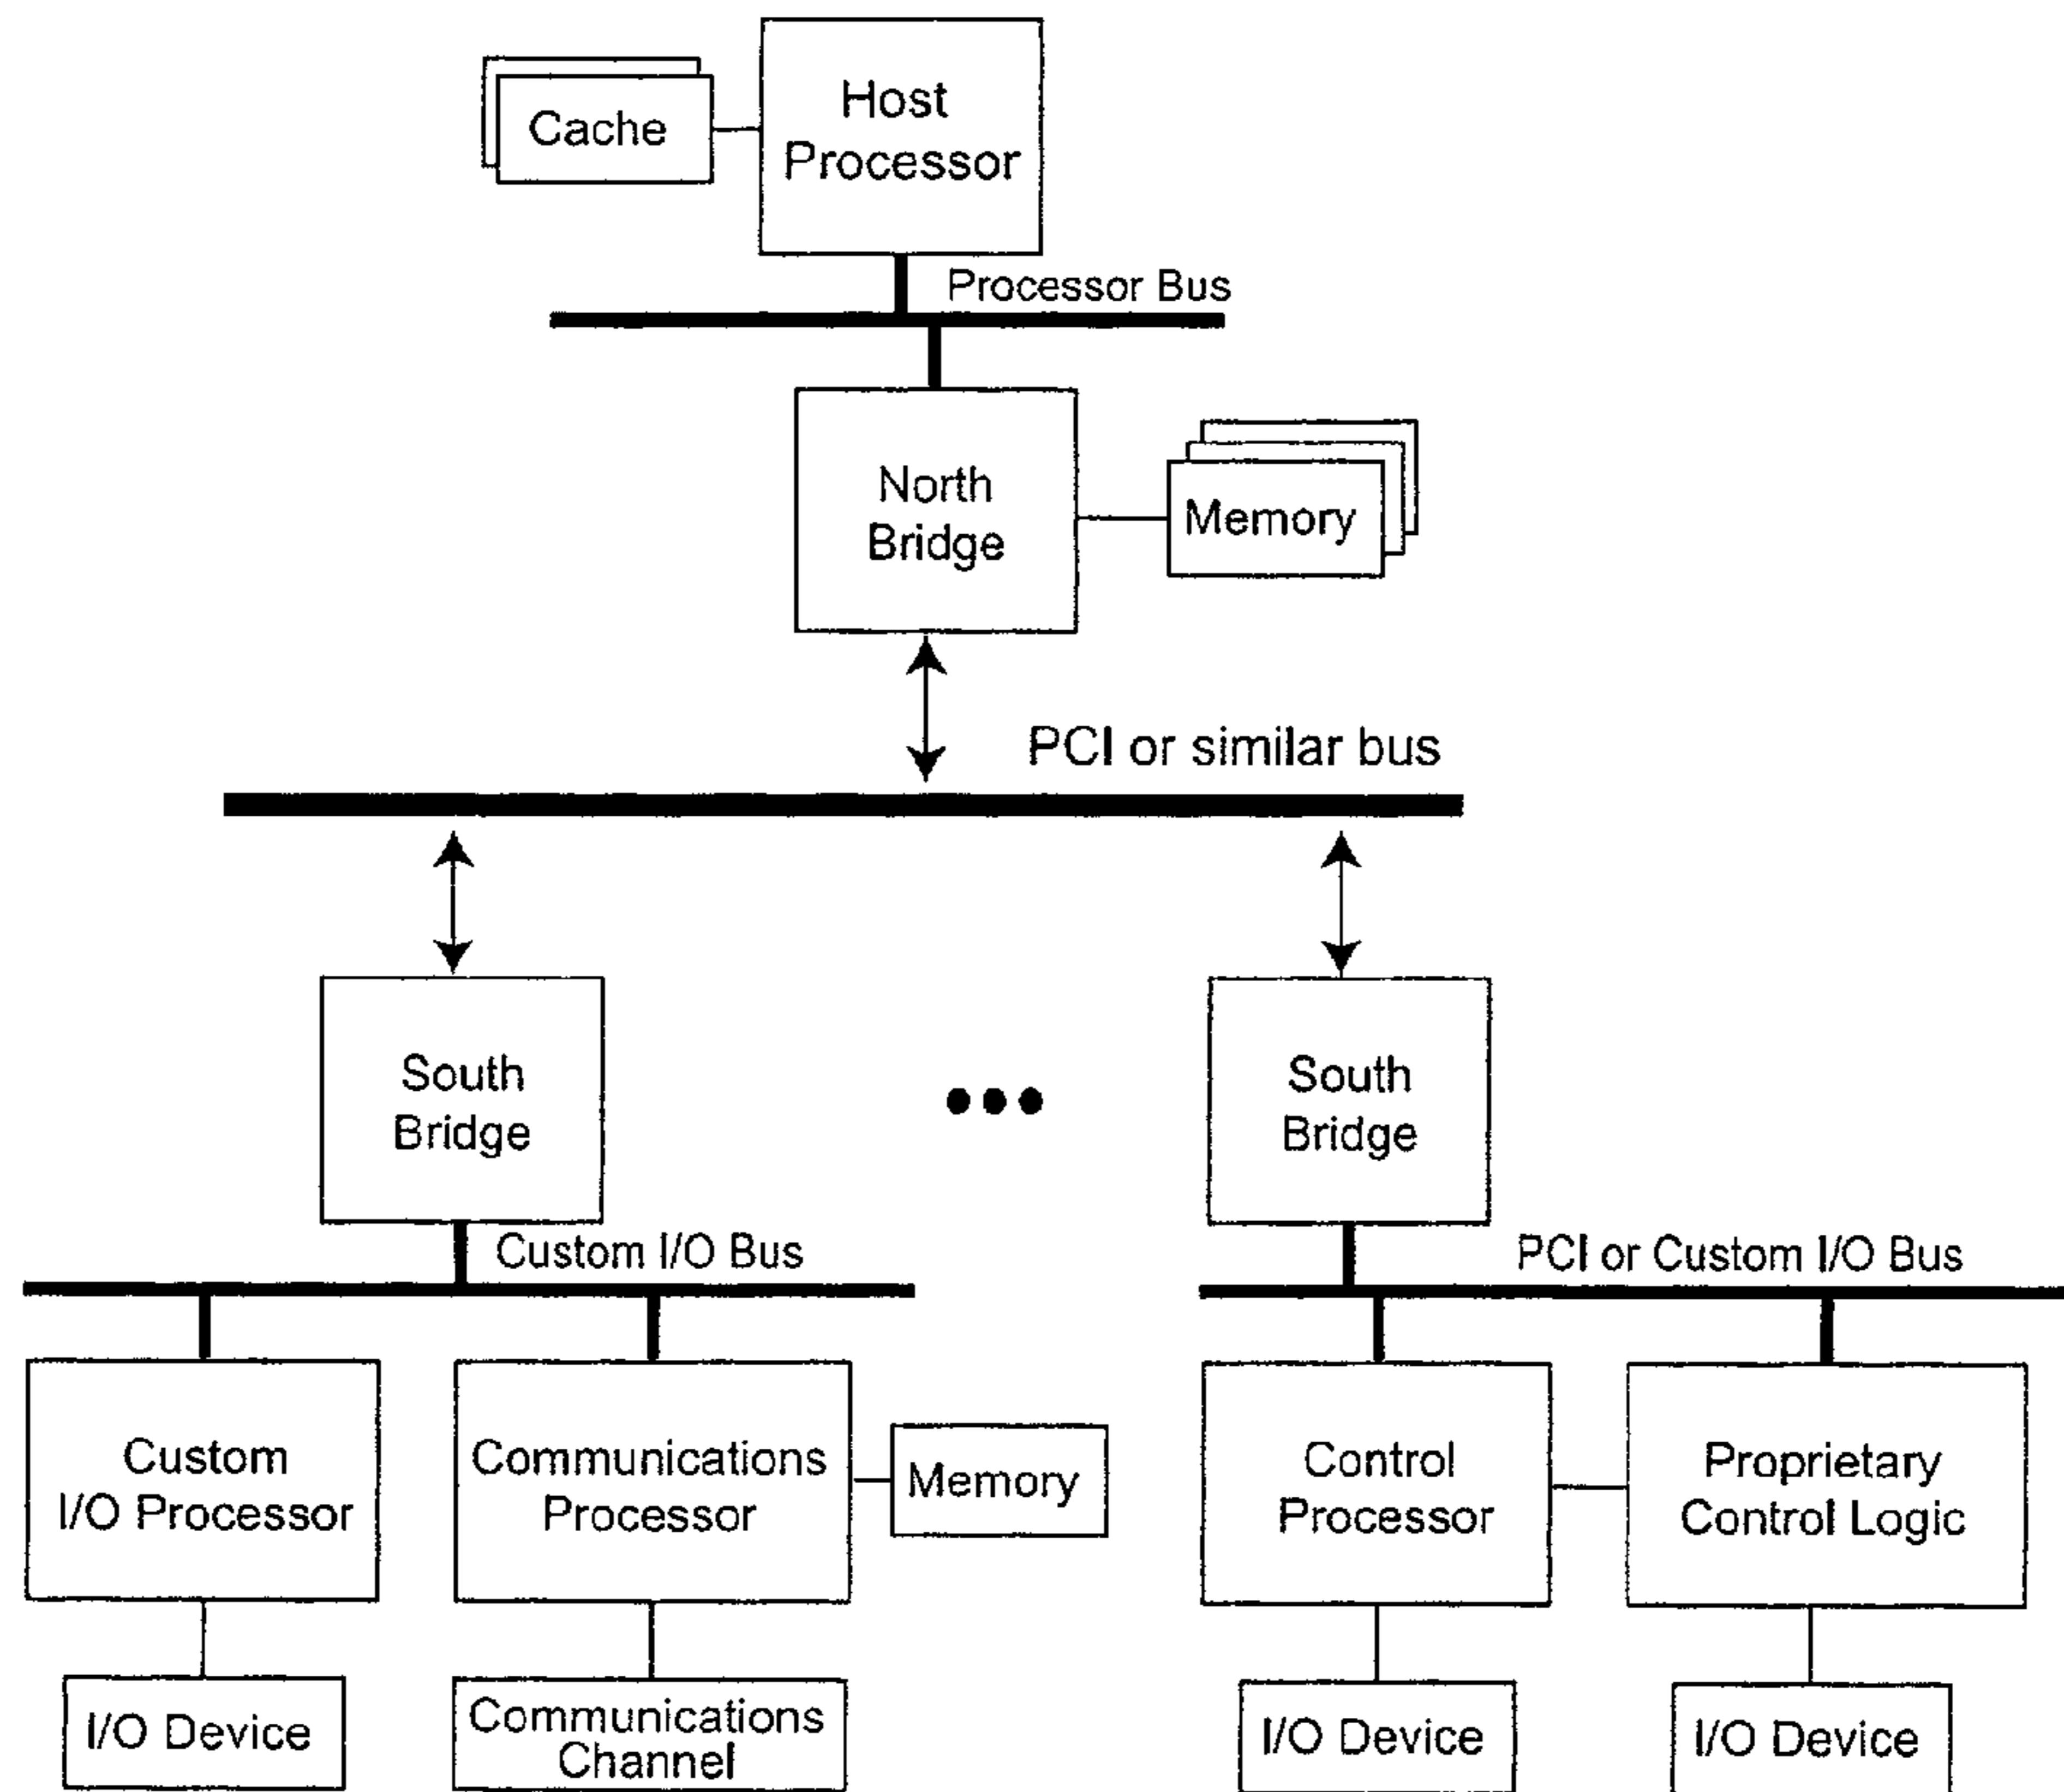 Host
Processor
Cache
Processor Bus
North
Bridge
Memory
PCI or similar bus
South
Bridge
South
Bridge
Custom I/O Bus
PCI or Custom I/O Bus
Custom
I/O Processor
Communications
Processor
Memory
Control
Processor
Proprietary
Control Logic
I/O Device
Communications
Channel
I/O Device
I/O Device